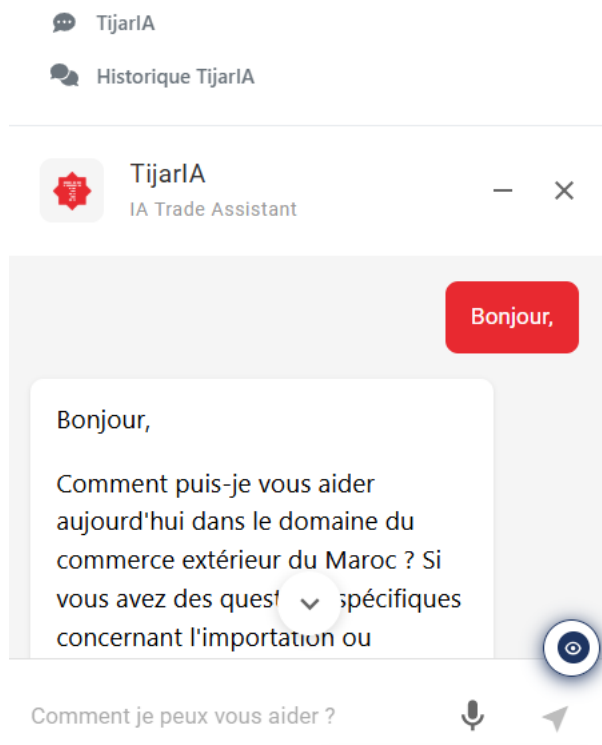 TijarIA
Historique TijarIA
TijarIA
IA Trade Assistant
Bonjour,
Bonjour,
Comment puis-je vous aider
aujourd'hui dans le domaine du
commerce extérieur du Maroc ? Si
vous avez des quest spécifiques
concernant l'importation ou
Comment je peux vous aider ?